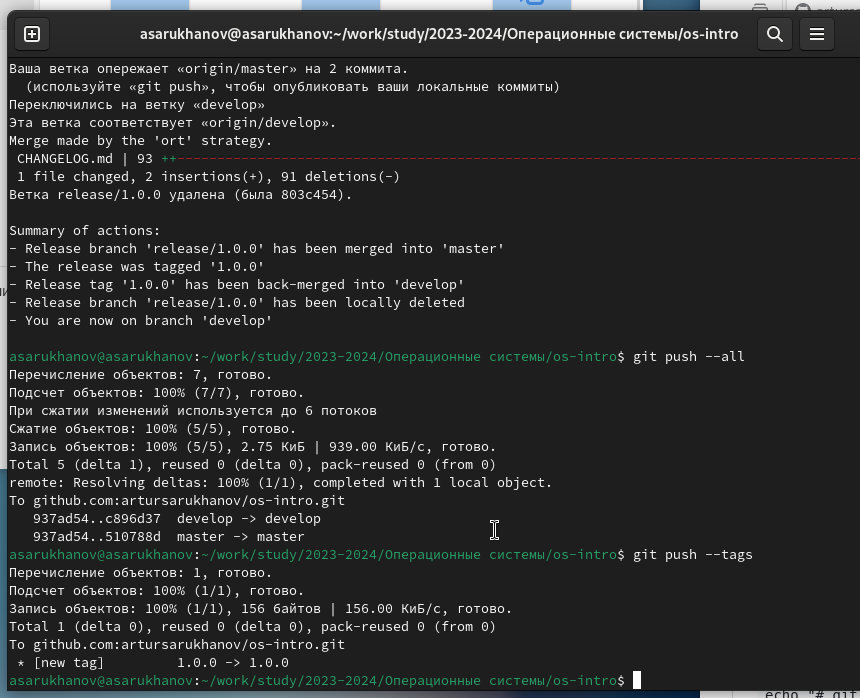 asarukhanov@asarukhanov:~/work/study/2023-2024/Операционные системы/os-intro
Ваша ветка опережает «origin/master» на 2 коммита.
  (используйте «git push», чтобы опубликовать ваши локальные коммиты)
Переключились на ветку «develop»
Эта ветка соответствует «origin/develop».
Merge made by the 'ort' strategy.
 CHANGELOG.md | 93 ++-------------------------------------------------------------------------------------
 1 file changed, 2 insertions(+), 91 deletions(-)
Ветка release/1.0.0 удалена (была 803c454).
Summary of actions:
- Release branch 'release/1.0.0' has been merged into 'master'
- The release was tagged '1.0.0'
- Release tag '1.0.0' has been back-merged into 'develop'
- Release branch 'release/1.0.0' has been locally deleted
- You are now on branch 'develop'
asarukhanov@asarukhanov:~/work/study/2023-2024/Операционные системы/os-intro$ git push --all
Перечисление объектов: 7, готово.
Подсчет объектов: 100% (7/7), готово.
При сжатии изменений используется до 6 потоков
Сжатие объектов: 100% (5/5), готово.
Запись объектов: 100% (5/5), 2.75 КиБ | 939.00 КиБ/с, готово.
Total 5 (delta 1), reused 0 (delta 0), pack-reused 0 (from 0)
remote: Resolving deltas: 100% (1/1), completed with 1 local object.
To github.com:artursarukhanov/os-intro.git
   937ad54..c896d37  develop -> develop
   937ad54..510788d  master -> master
asarukhanov@asarukhanov:~/work/study/2023-2024/Операционные системы/os-intro$ git push --tags
Перечисление объектов: 1, готово.
Подсчет объектов: 100% (1/1), готово.
Запись объектов: 100% (1/1), 156 байтов | 156.00 КиБ/с, готово.
Total 1 (delta 0), reused 0 (delta 0), pack-reused 0 (from 0)
To github.com:artursarukhanov/os-intro.git
 * [new tag]         1.0.0 -> 1.0.0
asarukhanov@asarukhanov:~/work/study/2023-2024/Операционные системы/os-intro$
echo "# git